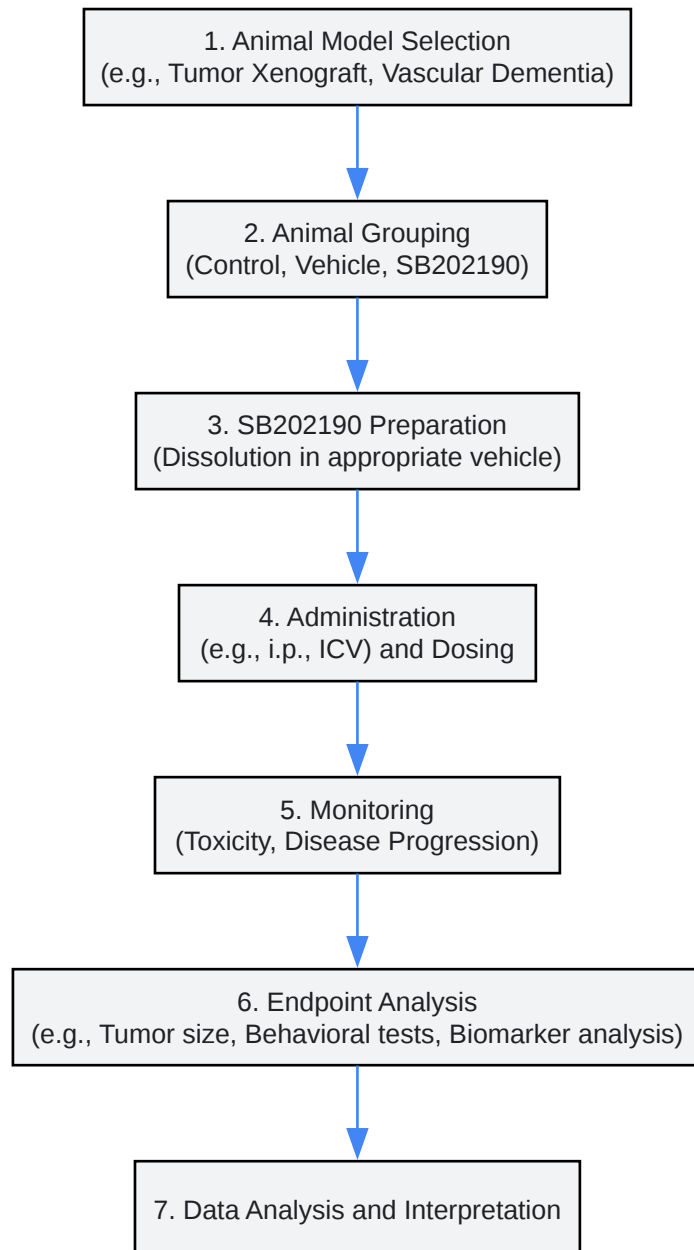 1. Animal Model Selection
(e.g., Tumor Xenograft, Vascular Dementia)
2. Animal Grouping
(Control, Vehicle, SB202190)
3. SB202190 Preparation
(Dissolution in appropriate vehicle)
4. Administration
(e.g., i.p., ICV) and Dosing
5. Monitoring
(Toxicity, Disease Progression)
6. Endpoint Analysis
(e.g., Tumor size, Behavioral tests, Biomarker analysis)
7. Data Analysis and Interpretation